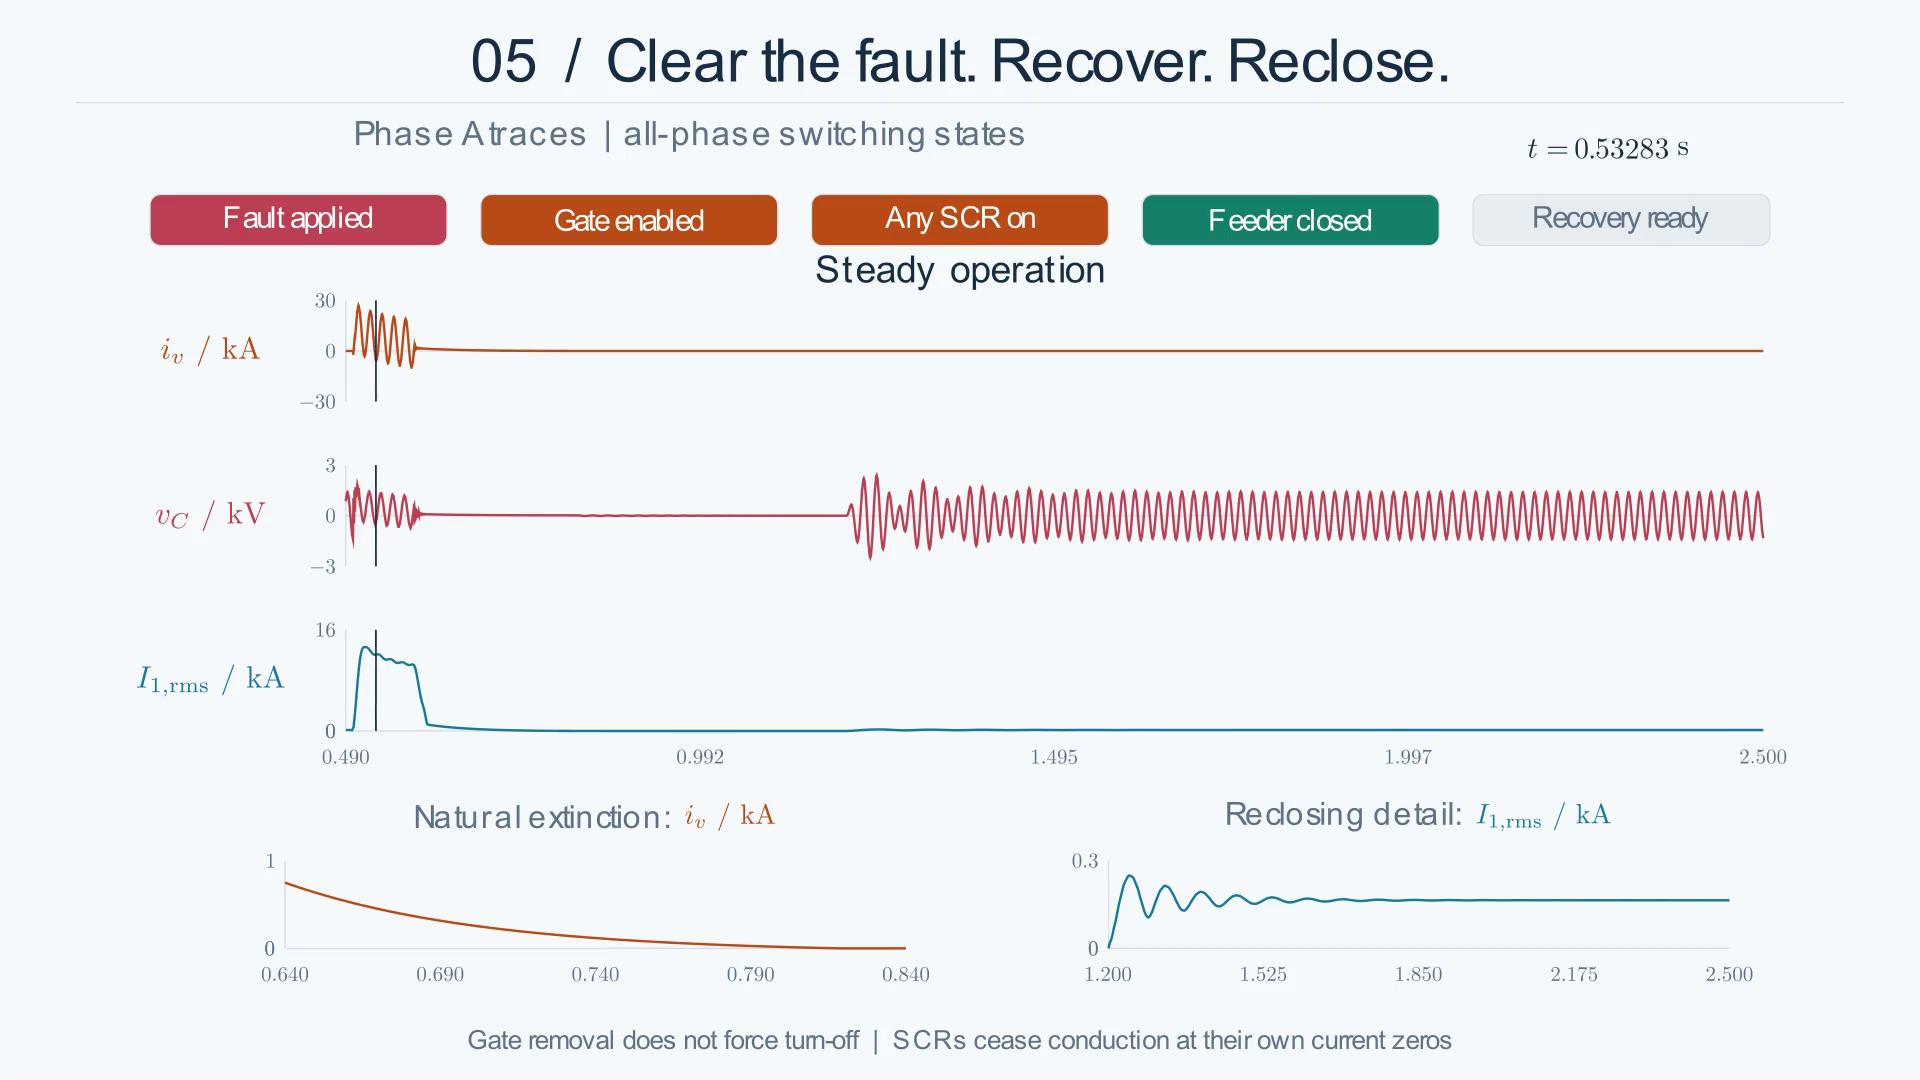 05 / Clear the fault. Recover. Reclose.
Phase A traces | all-phase switching states
t = 0.53283 s
Fault applied
Gate enabled
Any SCR on
Feeder closed
Recovery ready
Steady operation
30
i_v / kA
0
−30
3
v_C / kV
0
−3
16
I_{1,rms} / kA
0
0.490 0.992 1.495 1.997 2.500
Natural extinction: i_v / kA
1
0
0.640 0.690 0.740 0.790 0.840
Reclosing detail: I_{1,rms} / kA
0.3
0
1.200 1.525 1.850 2.175 2.500
Gate removal does not force turn-off | SCRs cease conduction at their own current zeros